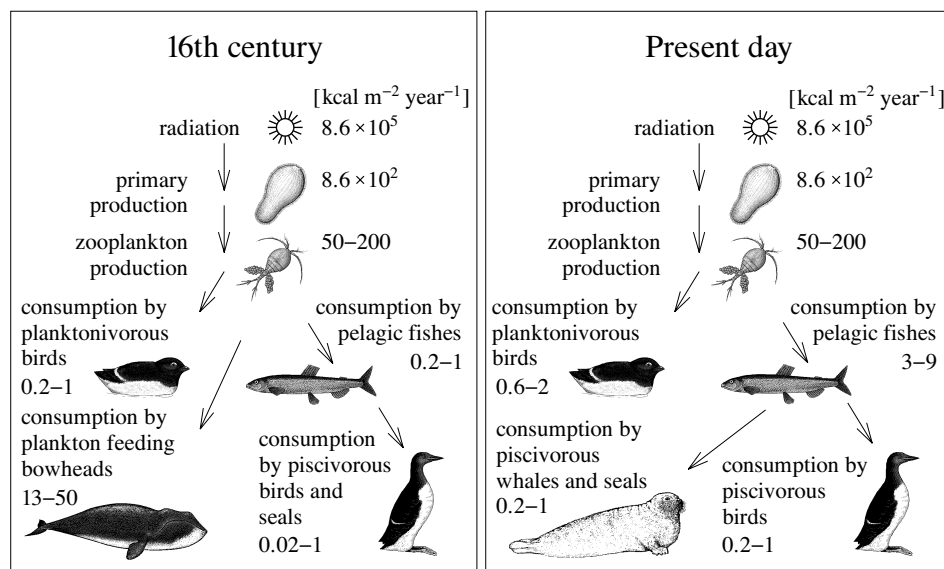 16th century
[kcal m⁻² year⁻¹]
radiation 8.6 × 10⁵
primary
production
8.6 × 10²
zooplankton
production
50–200
consumption by
planktonivorous
birds
0.2–1
consumption by
pelagic fishes
0.2–1
consumption by
plankton feeding
bowheads
13–50
consumption
by piscivorous
birds and
seals
0.02–1
Present day
[kcal m⁻² year⁻¹]
radiation 8.6 × 10⁵
primary
production
8.6 × 10²
zooplankton
production
50–200
consumption by
planktonivorous
birds
0.6–2
consumption by
pelagic fishes
3–9
consumption by
piscivorous
whales and seals
0.2–1
consumption by
piscivorous
birds
0.2–1